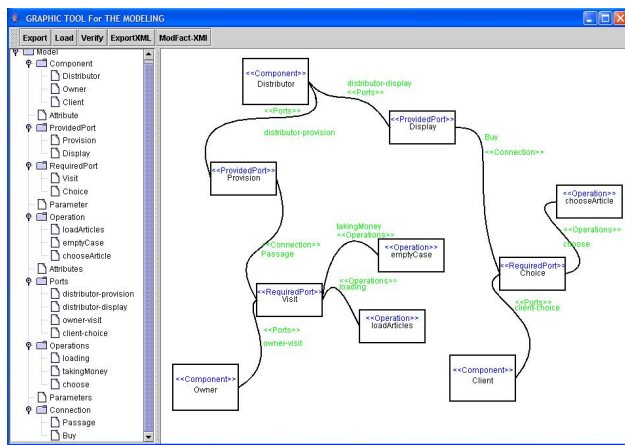 GRAPHIC TOOL For THE MODELING
Export Load Verify ExportXML ModFact-XMI
Model
Component
Distributor
Owner
Client
Attribute
ProvidedPort
Provision
Display
RequiredPort
Visit
Choice
Parameter
Operation
loadArticles
emptyCase
chooseArticle
Attributes
Ports
distributor-provision
distributor-display
owner-visit
client-choice
Operations
loading
takingMoney
choose
Parameters
Connection
Passage
Buy
<<Component>>
Distributor
distributor-display
<<Ports>>
<<Ports>>
distributor-provision
<<ProvidedPort>>
Display
Buy
<<Connection>>
<<ProvidedPort>>
Provision
<<Operation>>
chooseArticle
takingMoney
<<Operations>>
<<Operations>>
choose
<<Connection>>
Passage
<<Operation>>
emptyCase
<<RequiredPort>>
Choice
<<Operations>>
loading
<<RequiredPort>>
Visit
<<Ports>>
client-choice
<<Operation>>
loadArticles
<<Ports>>
owner-visit
<<Component>>
Client
<<Component>>
Owner